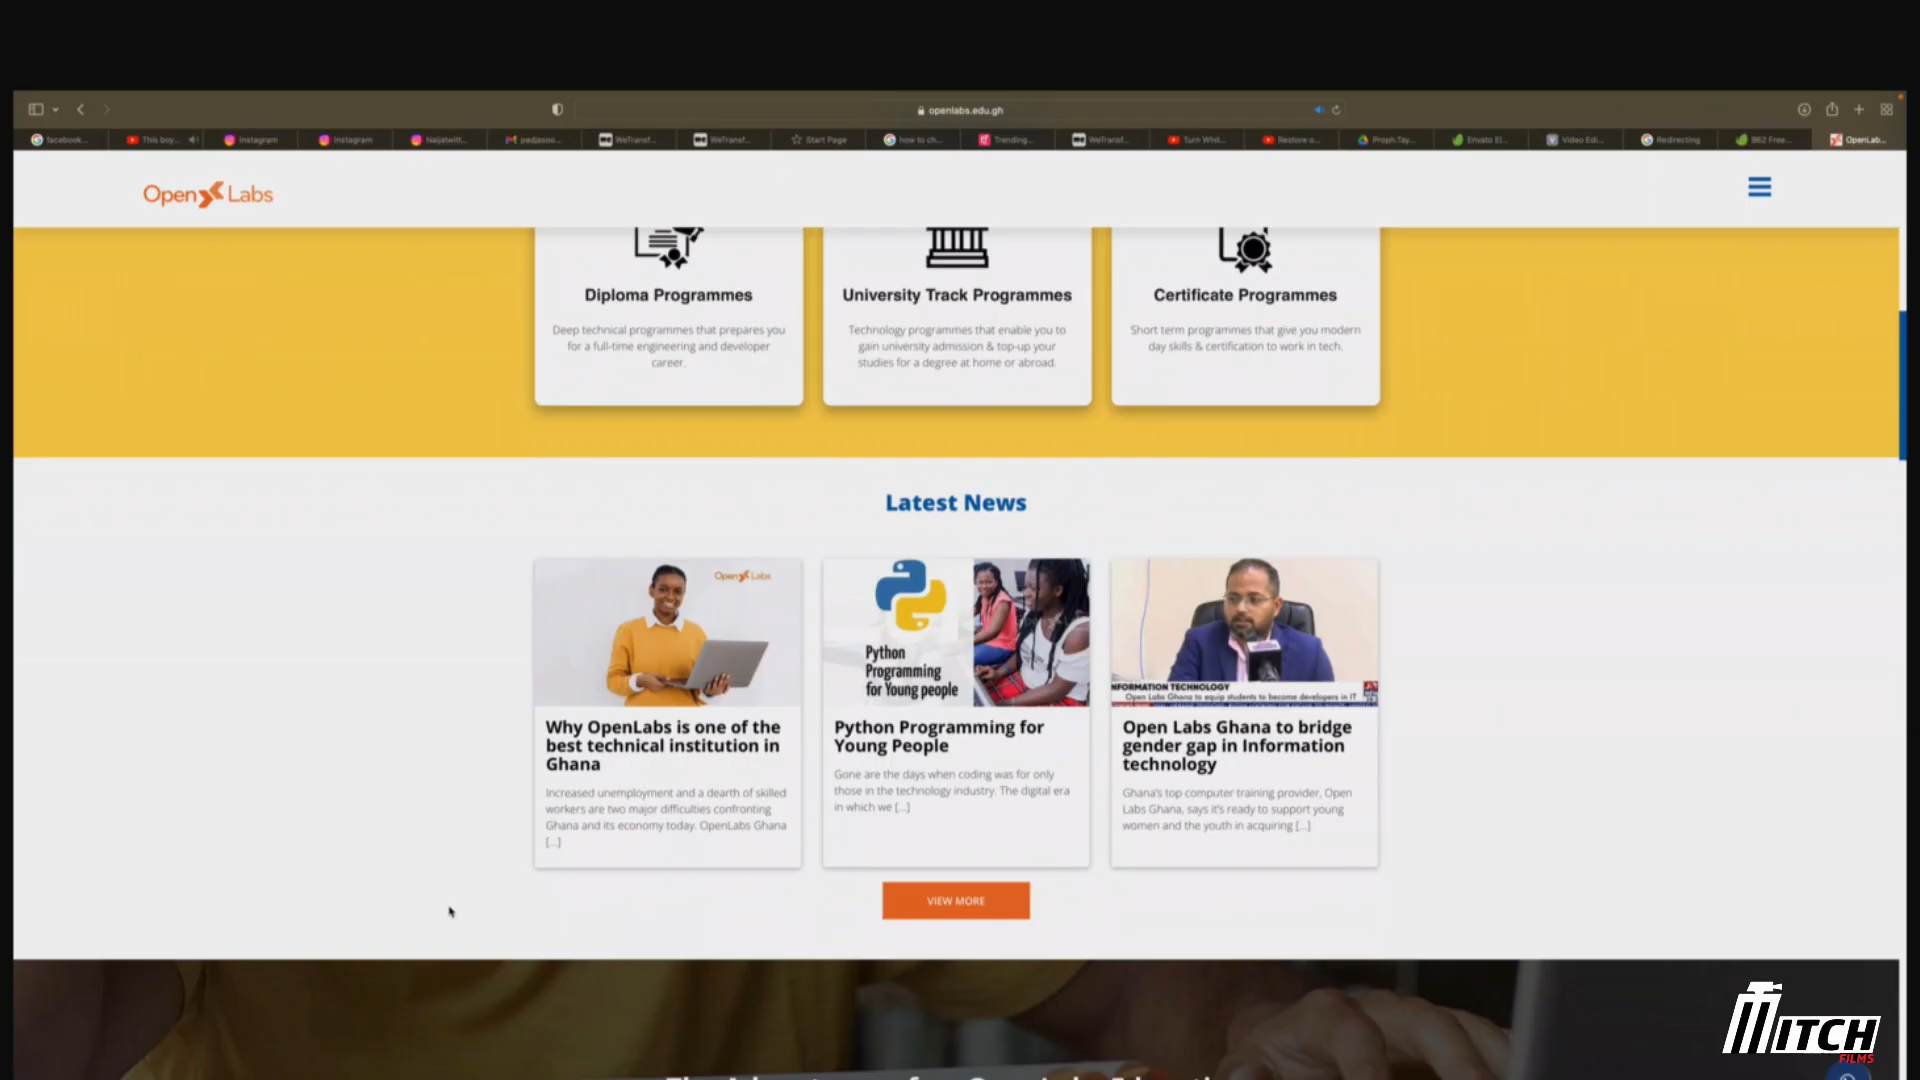 openlabs.edu.gh
facebook...
This boy...
Instagram
Instagram
Naijatwitt...
padjasoo...
WeTransf...
WeTransf...
Start Page
how to ch...
Trending...
WeTransf...
Turn Whit...
Restore o...
Proph.Tay...
Envato El...
Video Edi...
Redirecting
962 Free...
OpenLab...
Open Labs
Diploma Programmes
Deep technical programmes that prepares you
for a full-time engineering and developer
career.
University Track Programmes
Technology programmes that enable you to
gain university admission & top-up your
studies for a degree at home or abroad.
Certificate Programmes
Short term programmes that give you modern
day skills & certification to work in tech.
Latest News
Open Labs
Why OpenLabs is one of the
best technical institution in
Ghana
Increased unemployment and a dearth of skilled
workers are two major difficulties confronting
Ghana and its economy today. OpenLabs Ghana
[...]
Python
Programming
for Young people
Python Programming for
Young People
Gone are the days when coding was for only
those in the technology industry. The digital era
in which we [...]
NFORMATION TECHNOLOGY
Open Labs Ghana to equip students to become developers in IT
Open Labs Ghana to bridge
gender gap in Information
technology
Ghana's top computer training provider, Open
Labs Ghana, says it's ready to support young
women and the youth in acquiring [...]
VIEW MORE
MITCH
FILMS